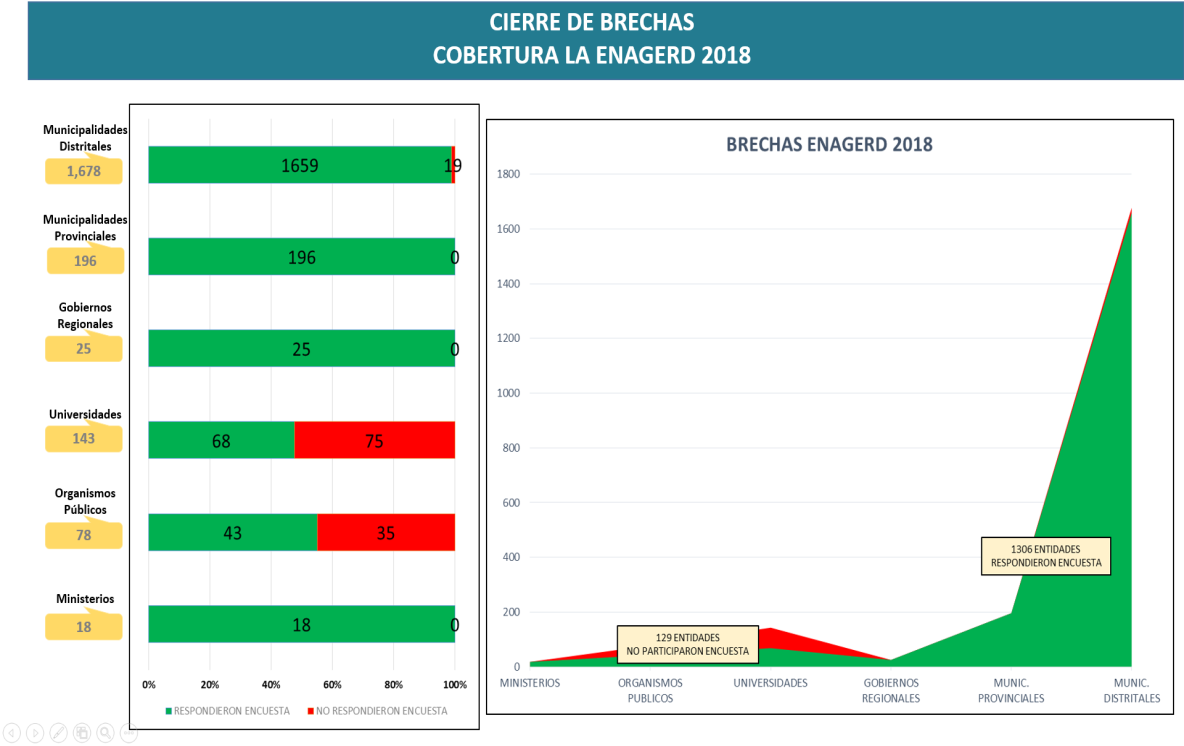 CIERRE DE BRECHAS
COBERTURA LA ENAGERD 2018
Municipalidades
Distritales
1,678
1659
19
Municipalidades
Provinciales
196
196
0
Gobiernos
Regionales
25
25
0
Universidades
143
68
75
Organismos
Públicos
78
43
35
Ministerios
18
18
0
0%
20%
40%
60%
80%
100%
RESPONDIERON ENCUESTA
NO RESPONDIERON ENCUESTA
BRECHAS ENAGERD 2018
1800
1600
1400
1200
1000
800
600
400
200
0
1306 ENTIDADES
RESPONDIERON ENCUESTA
129 ENTIDADES
NO PARTICIPARON ENCUESTA
MINISTERIOS
ORGANISMOS
PUBLICOS
UNIVERSIDADES
GOBIERNOS
REGIONALES
MUNIC.
PROVINCIALES
MUNIC.
DISTRITALES